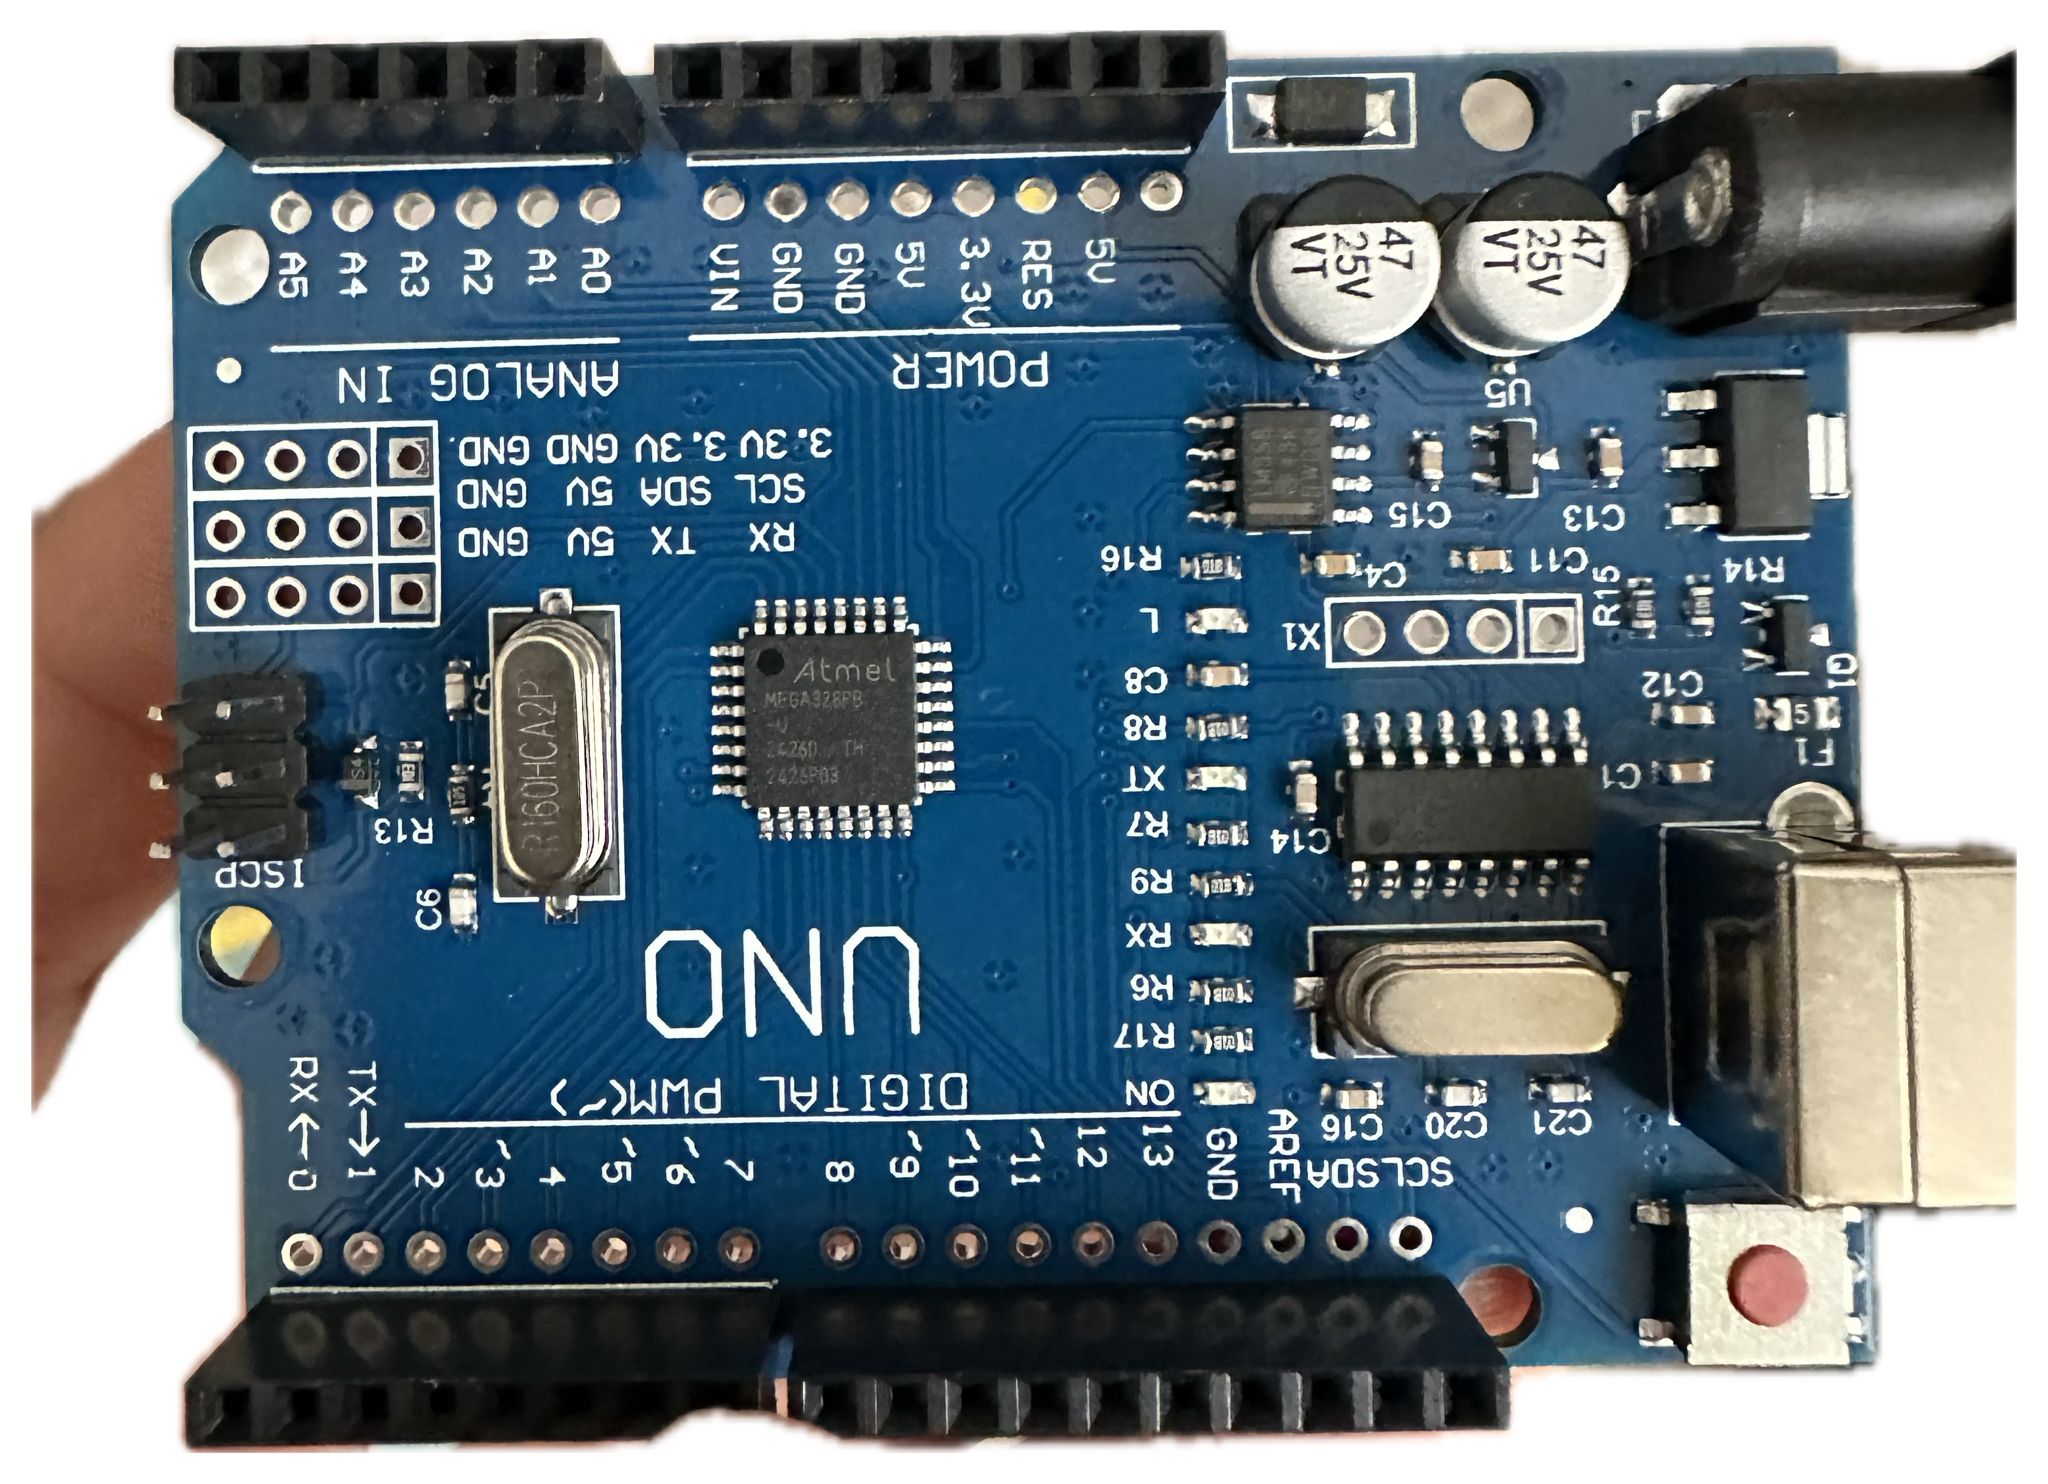 A5
A4
A3
A2
A1
A0
VIN
GND
GND
5V
3.3V
RES
5V
ANALOG IN
POWER
47
25V
VT
47
25V
VT
U5
3.3V 3.3V GND GND.
SCL SDA 5V GND
RX TX 5V GND
C15
C13
R16
C4
C11
R15
R14
L
X1
C8
C12
Q1
R8
5
F1
XT
C1
R7
C14
R9
RX
R6
R17
ON
C5
R13
C6
ISCP
R160HCA2P
Atmel
MEGA328PB
-U
2426D TH
UNO
DIGITAL PWM(~)
C16
C20
C21
RX←0
TX→1
2
~3
4
~5
~6
7
8
~9
~10
~11
12
13
GND
AREF
SDA
SCL